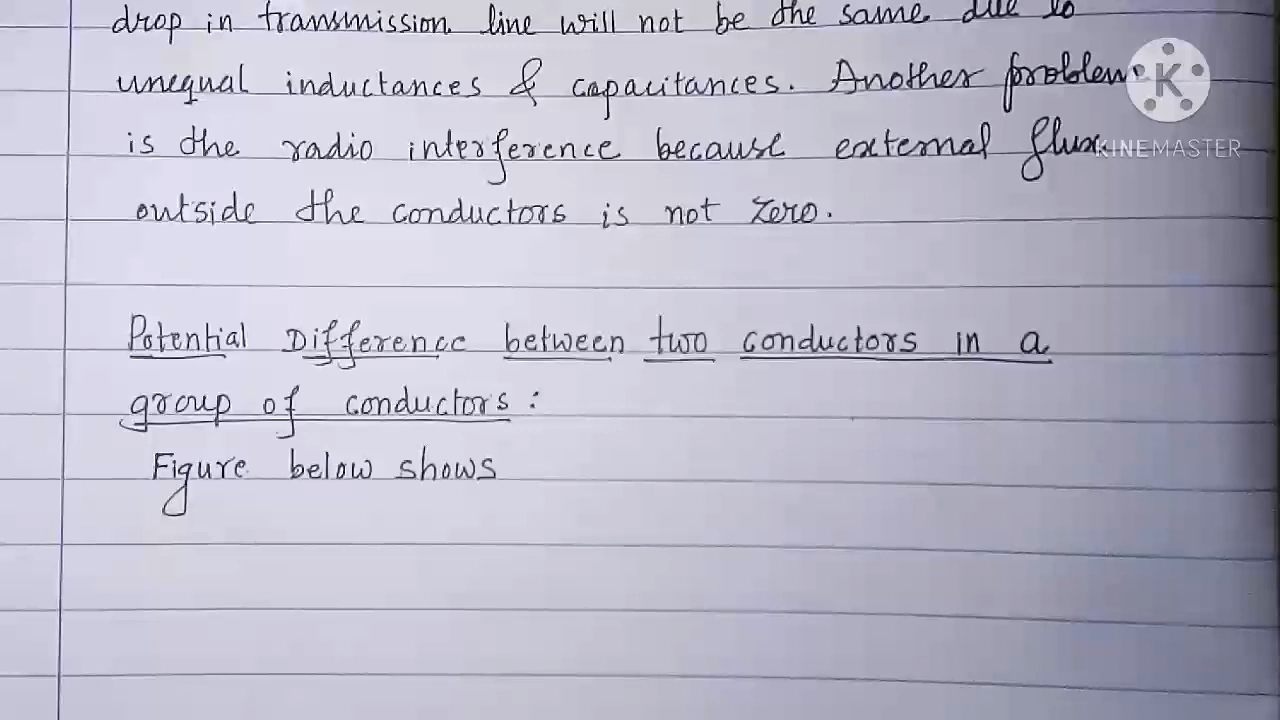 drop in transmission line will not be the same due to
unequal inductances & capacitances. Another problem
is the radio interference because external flux
outside the conductors is not zero.
Potential Difference between two conductors in a
group of conductors:
Figure below shows
K
KINEMASTER